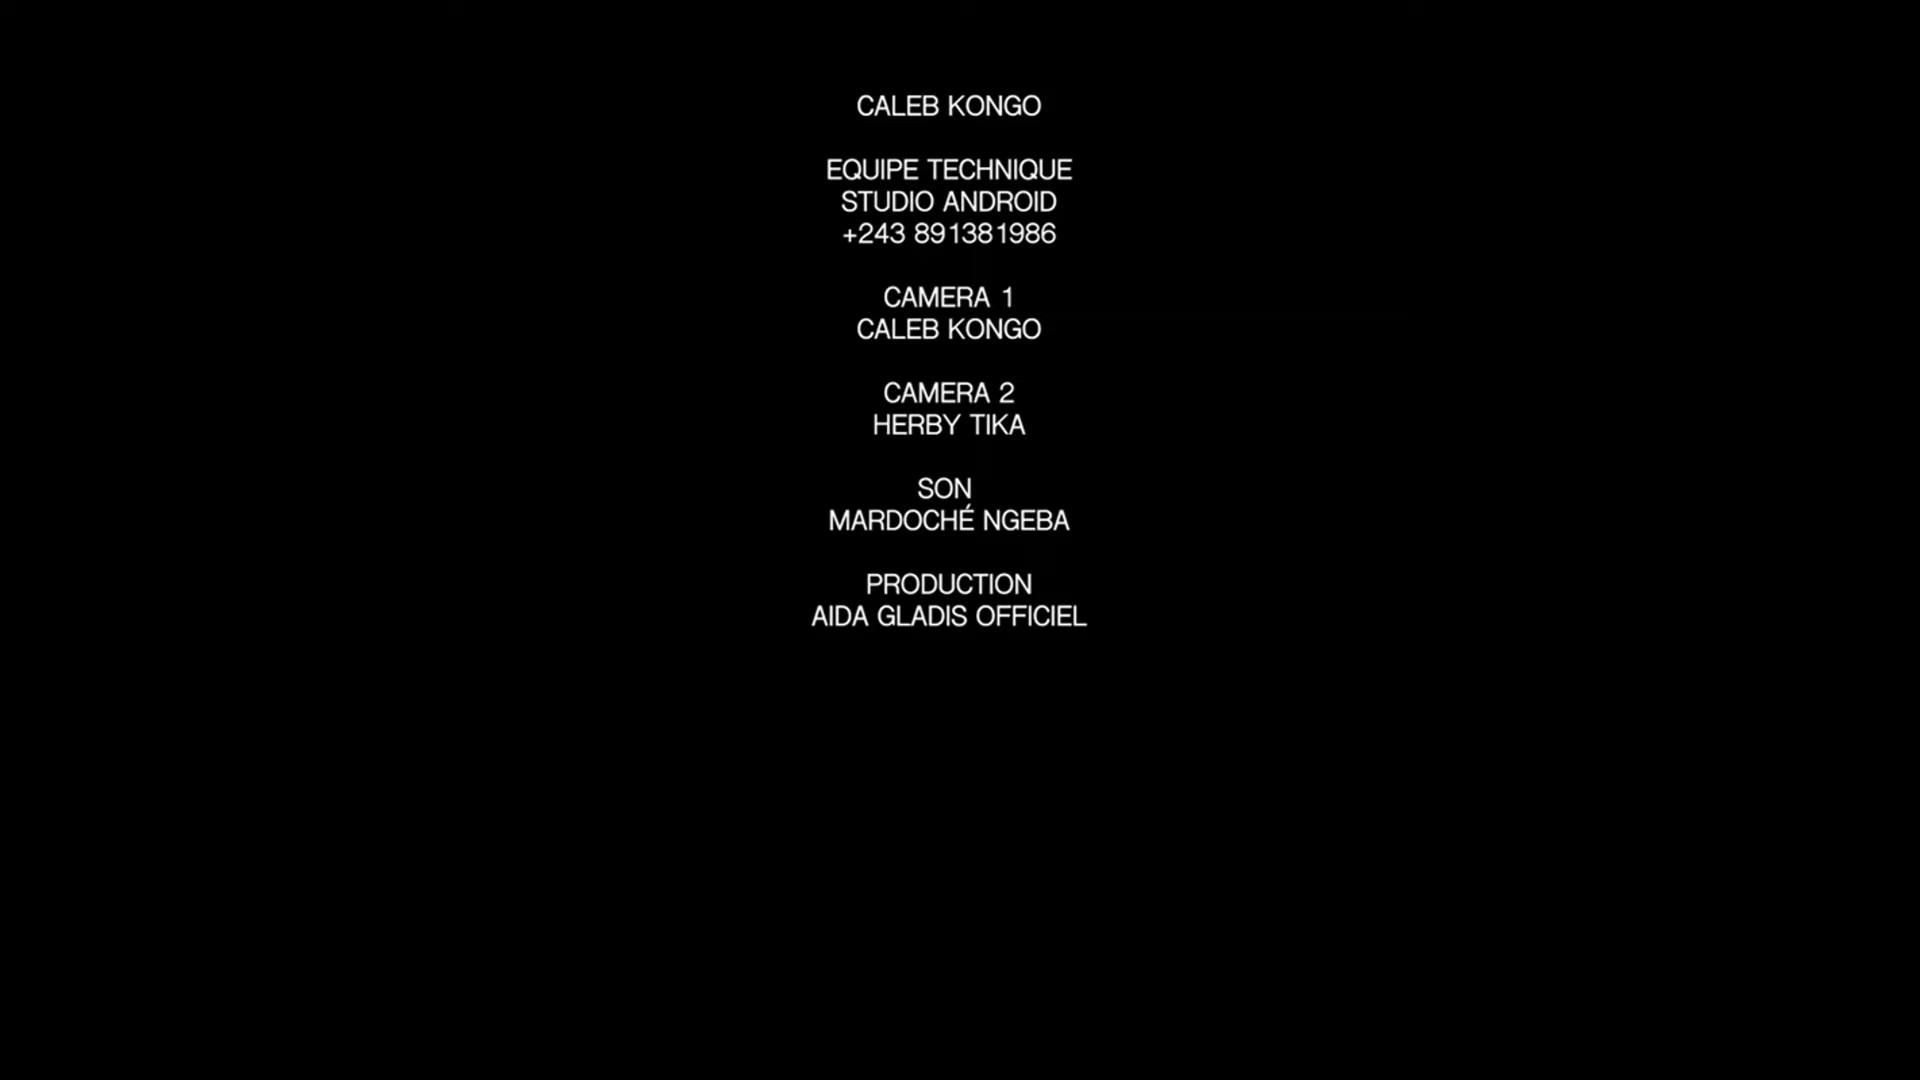 CALEB KONGO
EQUIPE TECHNIQUE
STUDIO ANDROID
+243 891381986
CAMERA 1
CALEB KONGO
CAMERA 2
HERBY TIKA
SON
MARDOCHÉ NGEBA
PRODUCTION
AIDA GLADIS OFFICIEL